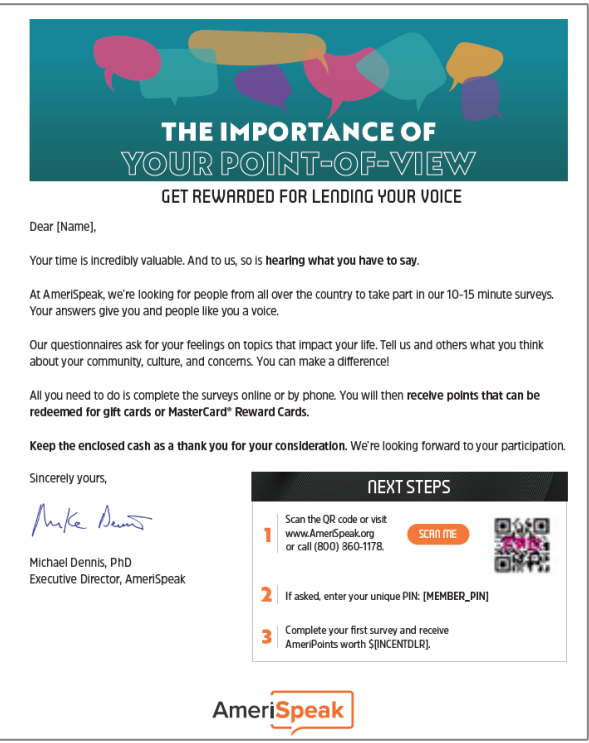 THE IMPORTANCE OF
YOUR POINT-OF-VIEW
GET REWARDED FOR LENDING YOUR VOICE
Dear [Name],
Your time is incredibly valuable. And to us, so is hearing what you have to say.
At AmeriSpeak, we're looking for people from all over the country to take part in our 10-15 minute surveys.
Your answers give you and people like you a voice.
Our questionnaires ask for your feelings on topics that impact your life. Tell us and others what you think
about your community, culture, and concerns. You can make a difference!
All you need to do is complete the surveys online or by phone. You will then receive points that can be
redeemed for gift cards or MasterCard® Reward Cards.
Keep the enclosed cash as a thank you for your consideration. We're looking forward to your participation.
Sincerely yours,
Michael Dennis, PhD
Executive Director, AmeriSpeak
NEXT STEPS
1
Scan the QR code or visit
www.AmeriSpeak.org
or call (800) 360-1178.
SCAN ME
2 If asked, enter your unique PIN: [MEMBER_PIN]
3
Complete your first survey and receive
AmeriPoints worth $[INCENTDLR].
AmeriSpeak